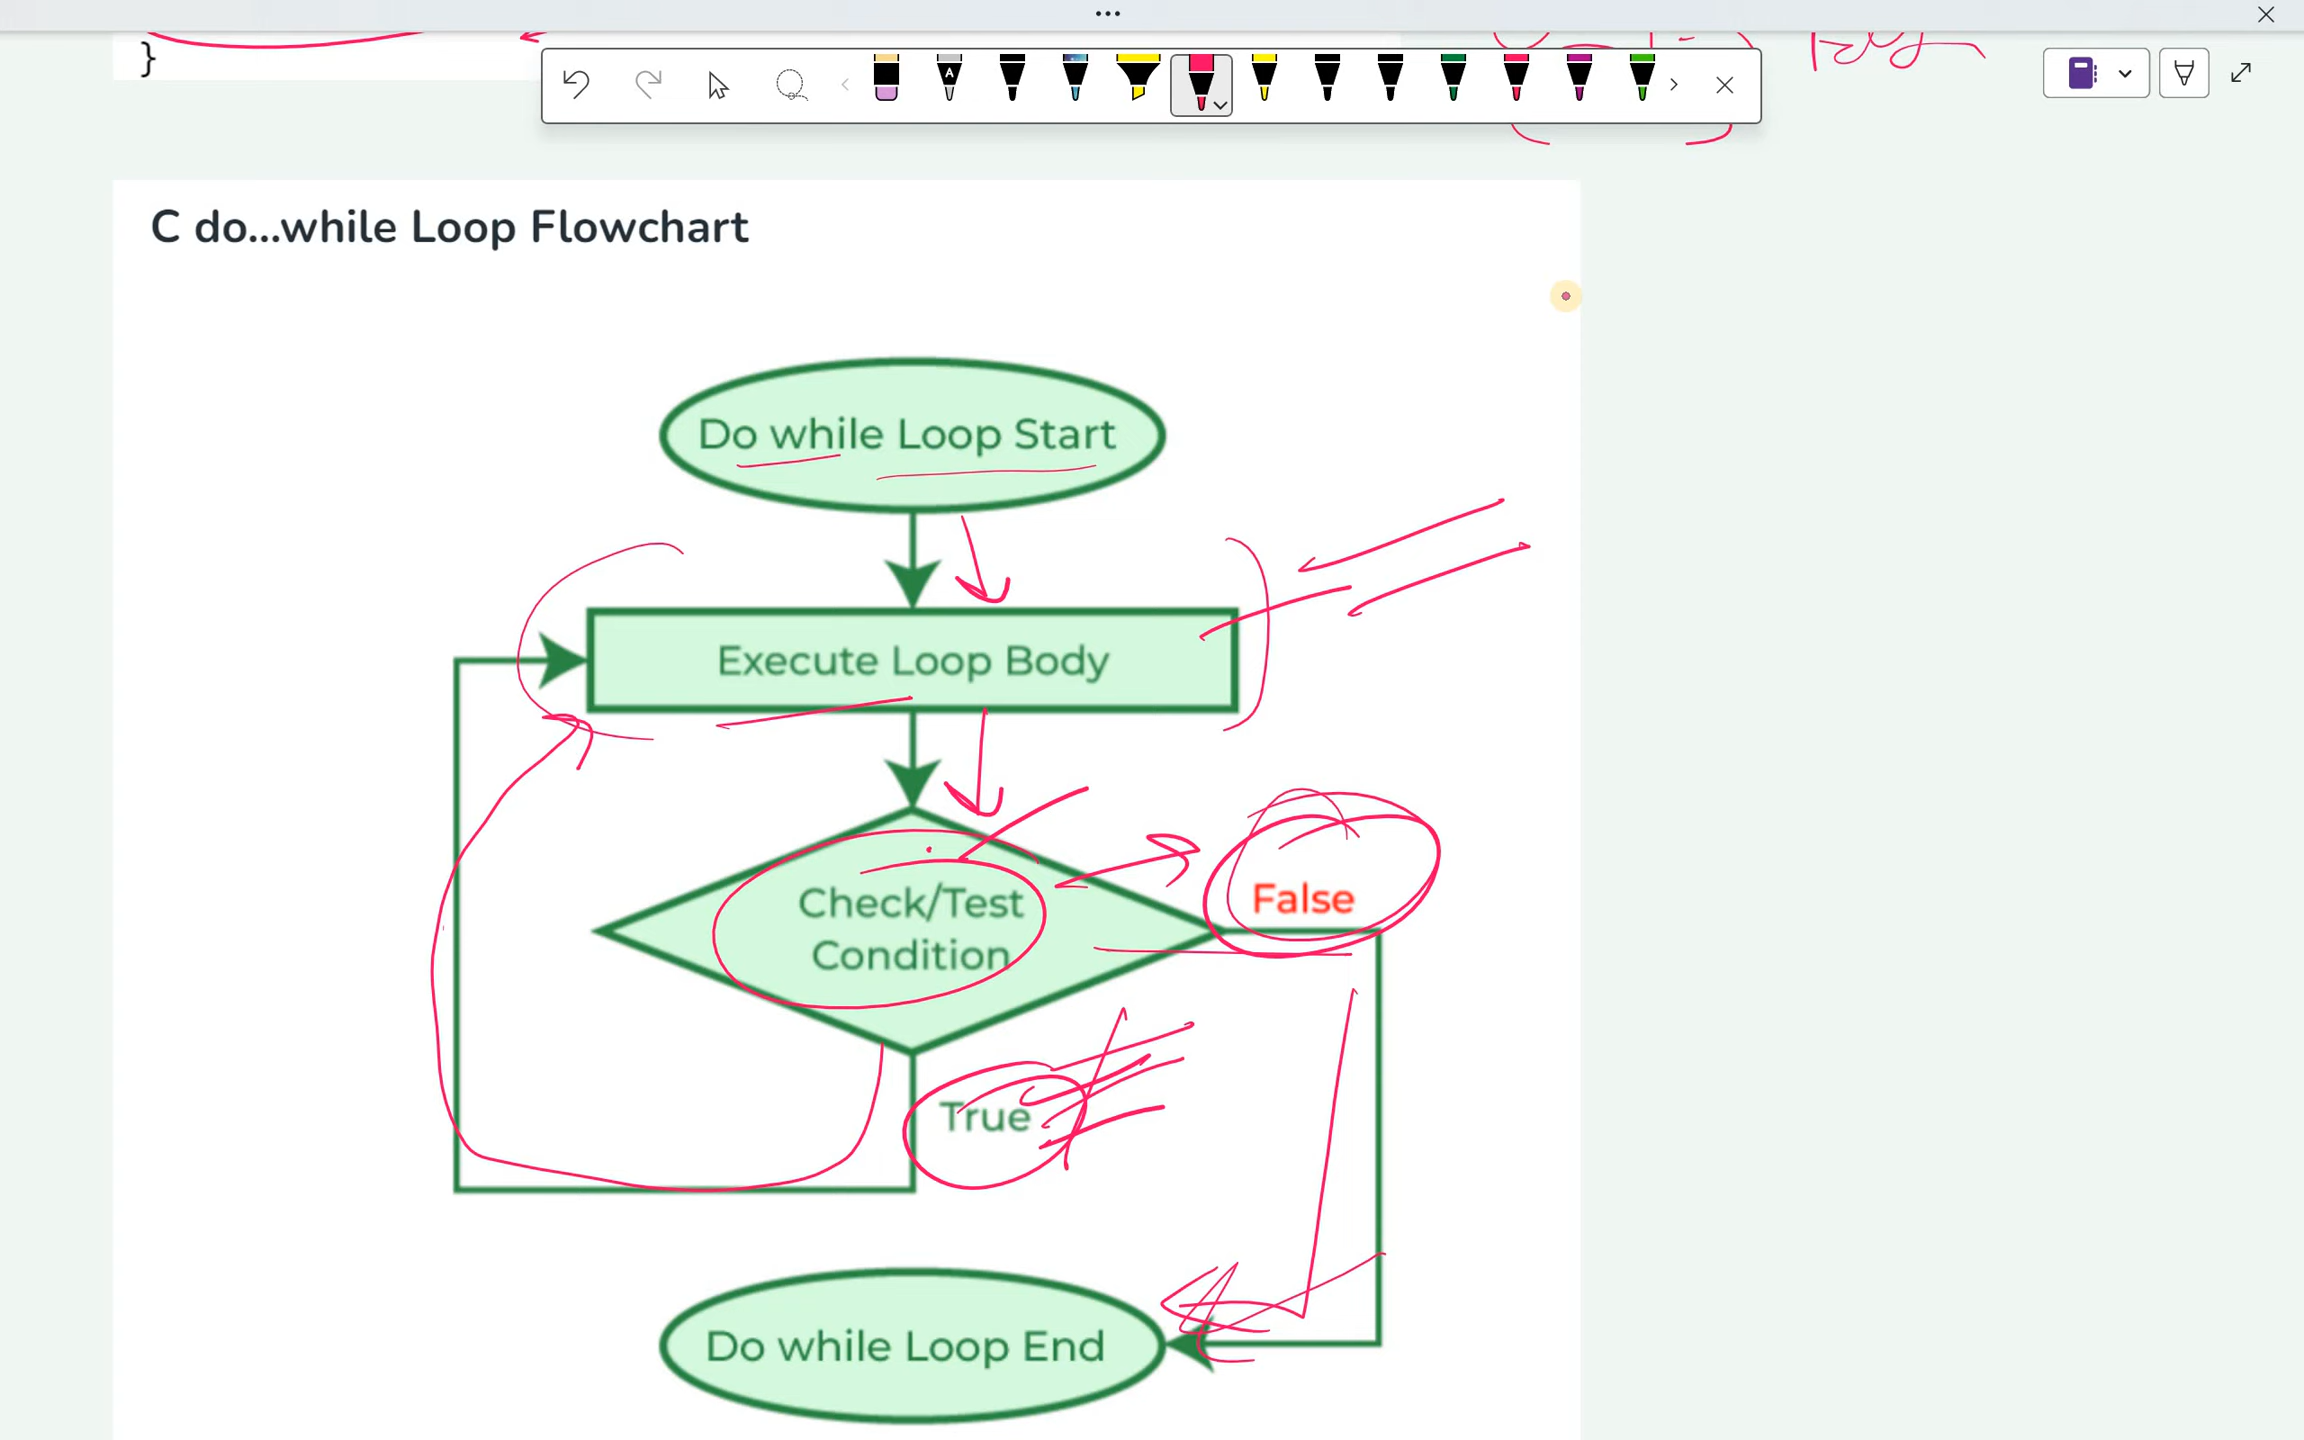 }
C do...while Loop Flowchart
Do while Loop Start
Execute Loop Body
Check/Test
Condition
False
True
Do while Loop End